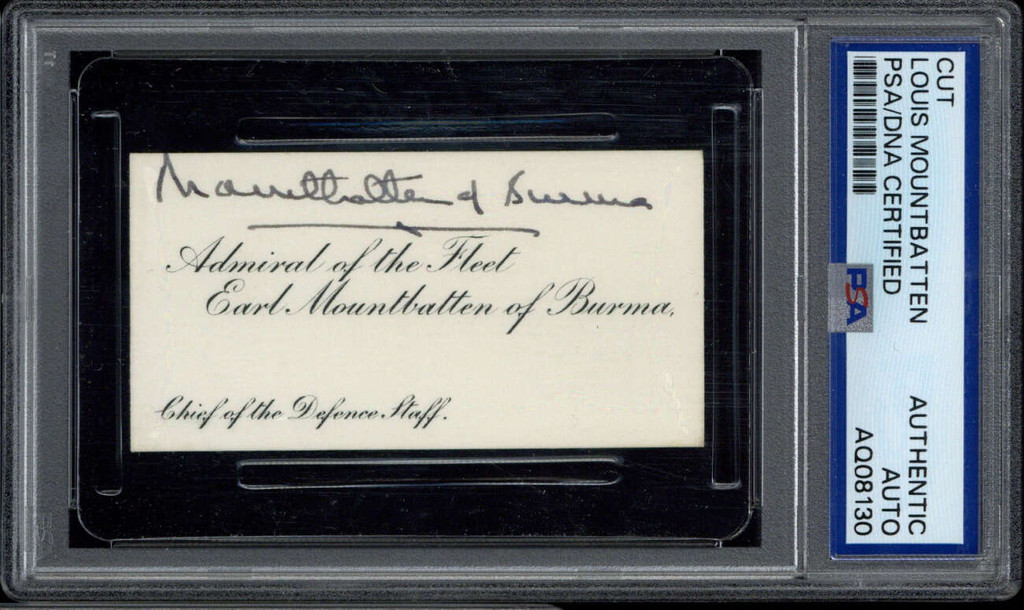 Mountbatten of Burma
Admiral of the Fleet
Earl Mountbatten of Burma,
Chief of the Defence Staff.
CUT
LOUIS MOUNTBATTEN AUTHENTIC
PSA/DNA CERTIFIED AUTO
AQ08130
PSA